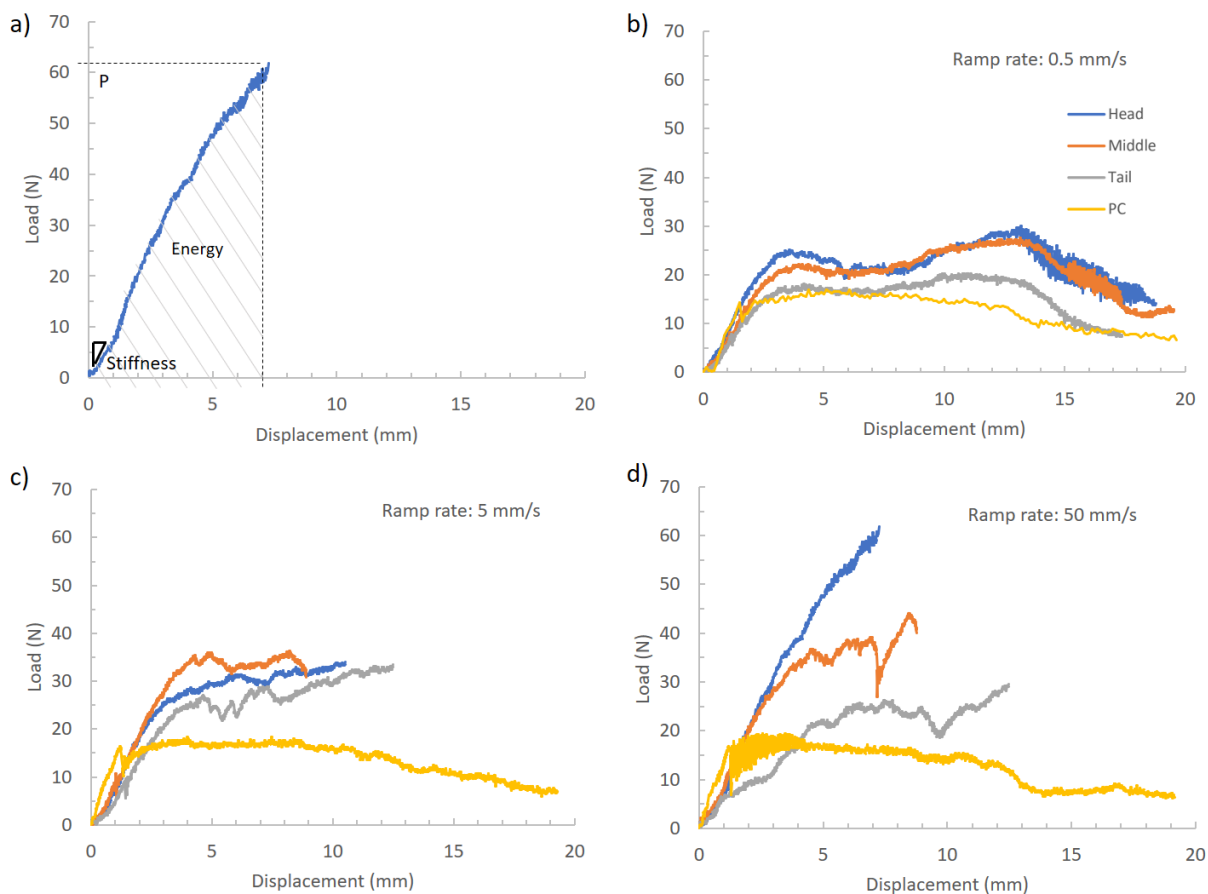 a)
70
60
50
40
30
20
10
0
Load (N)
P
Energy
Stiffness
0 5 10 15 20
Displacement (mm)
b)
70
60
50
40
30
20
10
0
Load (N)
Ramp rate: 0.5 mm/s
Head
Middle
Tail
PC
0 5 10 15 20
Displacement (mm)
c)
70
60
50
40
30
20
10
0
Load (N)
Ramp rate: 5 mm/s
0 5 10 15 20
Displacement (mm)
d)
70
60
50
40
30
20
10
0
Load (N)
Ramp rate: 50 mm/s
0 5 10 15 20
Displacement (mm)